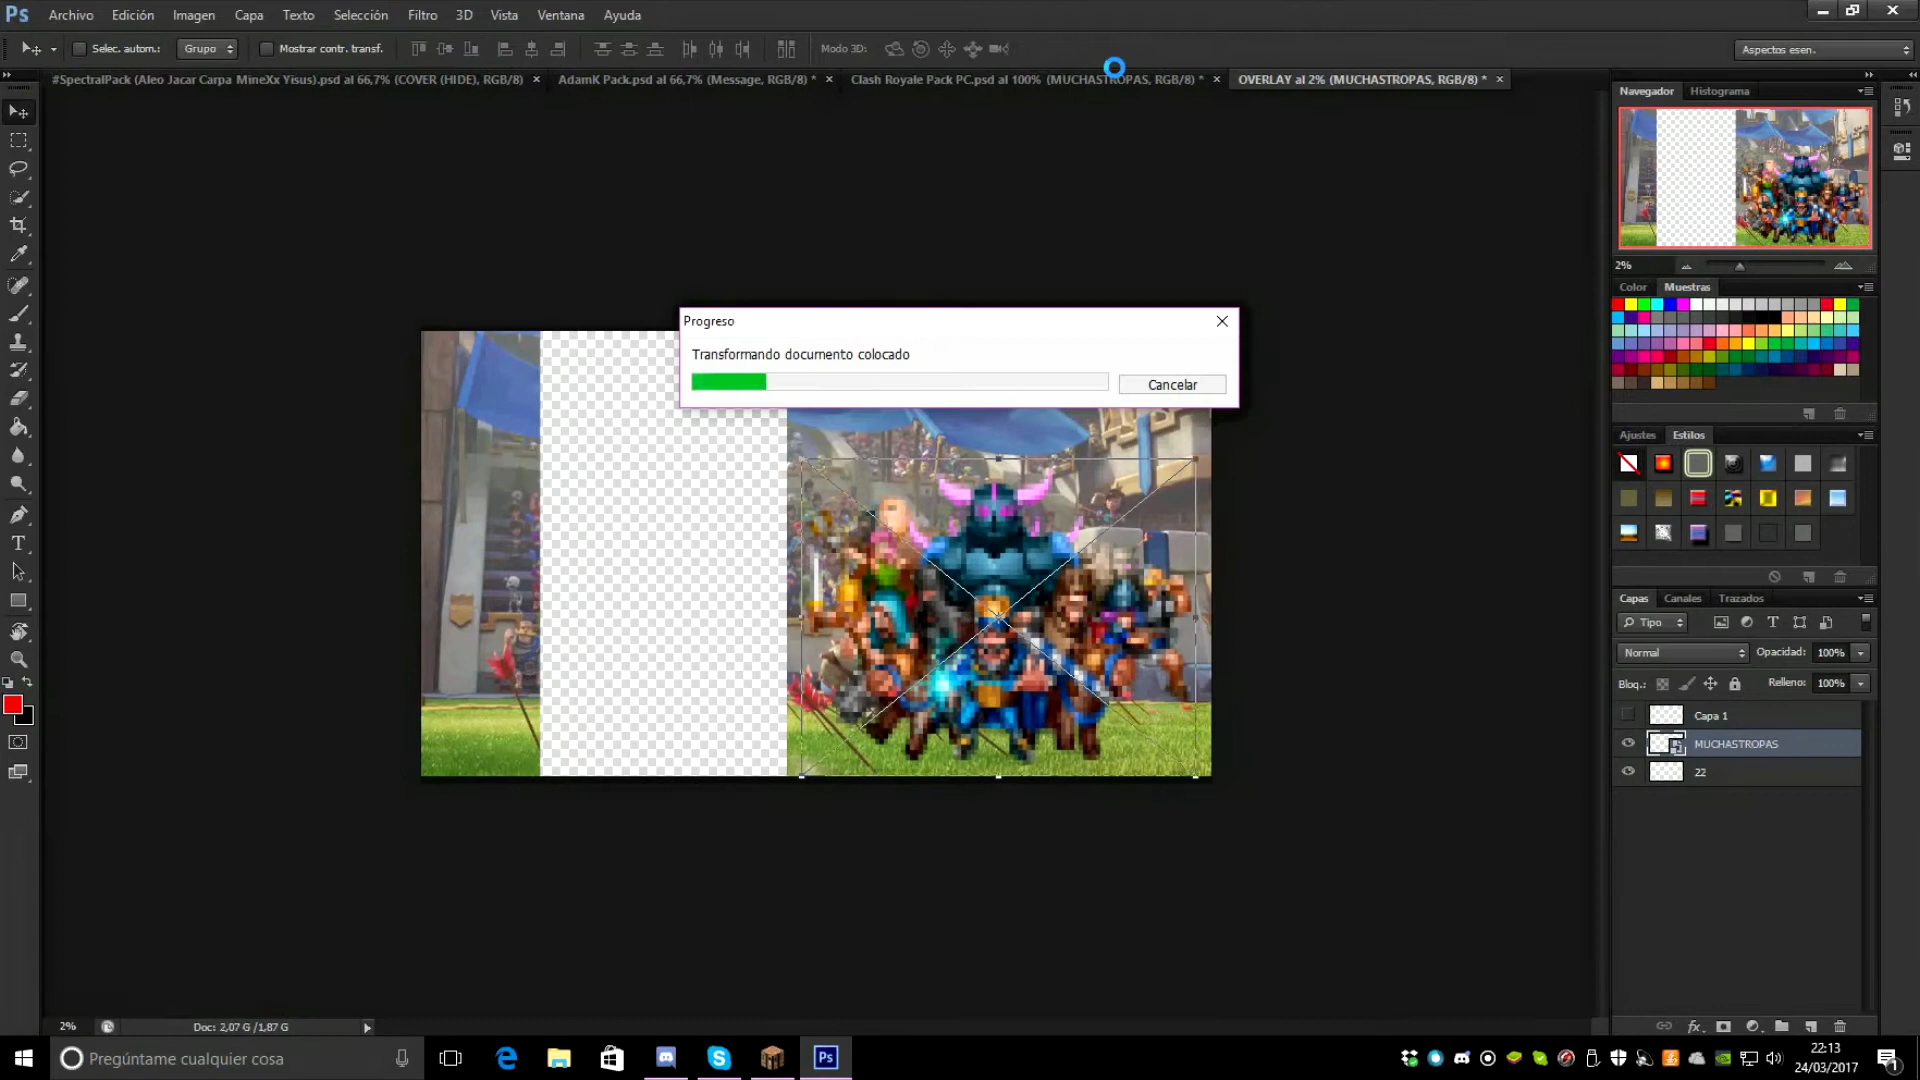 Ps Archivo Edición Imagen Capa Texto Selección Filtro 3D Vista Ventana Ayuda
Selec. autom.: Grupo Mostrar contr. transf. Modo 3D: Aspectos esen.
#SpectralPack (Aleo Jacar Carpa MineXx Yisus).psd al 66,7% (COVER (HIDE), RGB/8) × AdamK Pack.psd al 66,7% (Message, RGB/8) * × Clash Royale Pack PC.psd al 100% (MUCHASTROPAS, RGB/8) * × OVERLAY al 2% (MUCHASTROPAS, RGB/8) * ×
Navegador Histograma
2%
Color Muestras
Progreso
Transformando documento colocado
Cancelar
Ajustes Estilos
Capas Canales Trazados
Tipo
Normal Opacidad: 100%
Bloq.: Relleno: 100%
Capa 1
MUCHASTROPAS
22
2% Doc: 2,07 G/1,87 G
Pregúntame cualquier cosa
Ps
22:13
24/03/2017
1